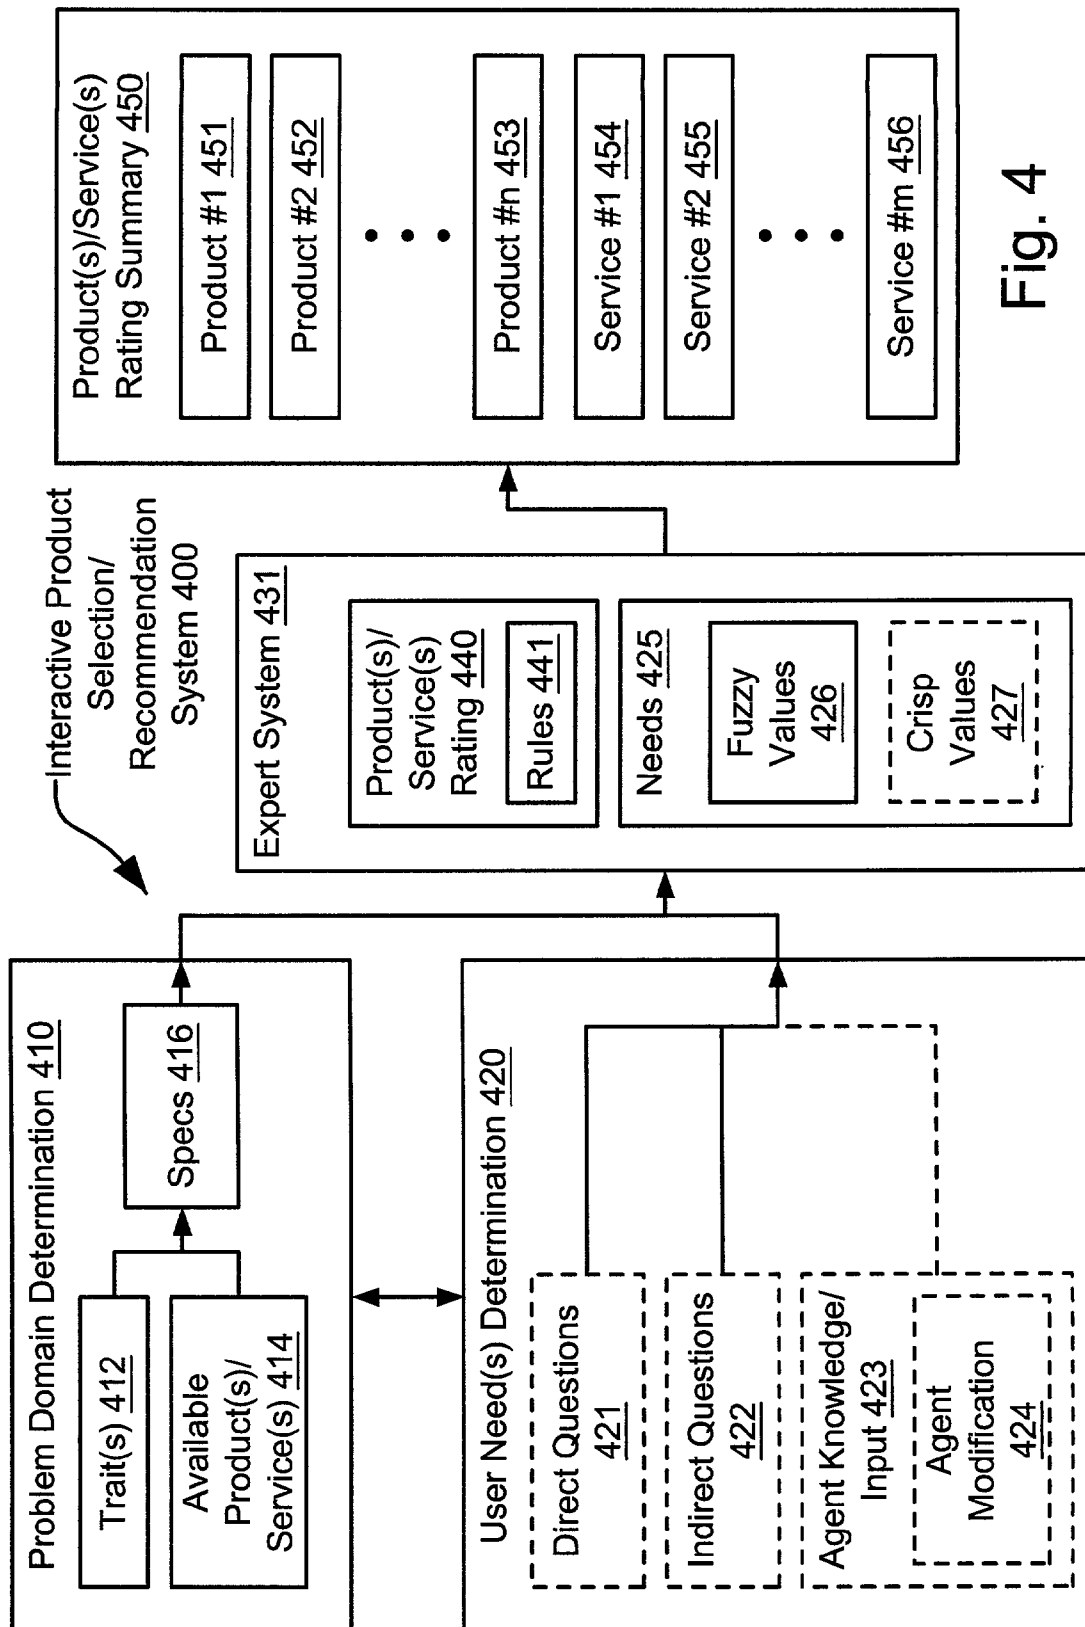 Interactive Product
Selection/
Recommendation
System 400
Problem Domain Determination 410
Trait(s) 412
Available
Product(s)/
Service(s) 414
Specs 416
User Need(s) Determination 420
Direct Questions
421
Indirect Questions
422
Agent Knowledge/
Input 423
Agent
Modification
424
Expert System 431
Product(s)/
Service(s)
Rating 440
Rules 441
Needs 425
Fuzzy
Values
426
Crisp
Values
427
Product(s)/Service(s)
Rating Summary 450
Product #1 451
Product #2 452
Product #n 453
Service #1 454
Service #2 455
Service #m 456
Fig. 4